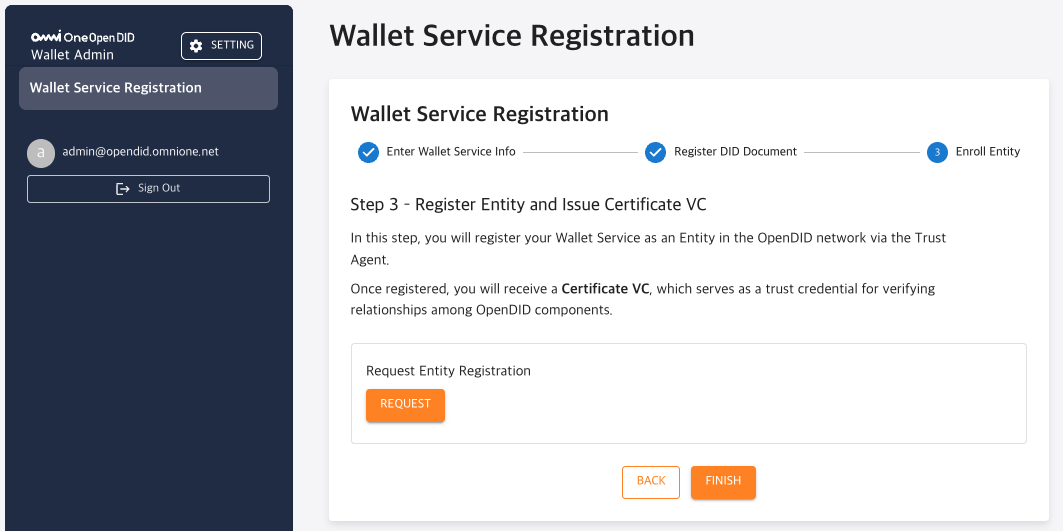 Omni OneOpenDID
Wallet Admin
SETTING
Wallet Service Registration
a
admin@opendid.omnione.net
Sign Out
Wallet Service Registration
Wallet Service Registration
Enter Wallet Service Info
Register DID Document
3 Enroll Entity
Step 3 - Register Entity and Issue Certificate VC
In this step, you will register your Wallet Service as an Entity in the OpenDID network via the Trust
Agent.
Once registered, you will receive a Certificate VC, which serves as a trust credential for verifying
relationships among OpenDID components.
Request Entity Registration
REQUEST
BACK
FINISH